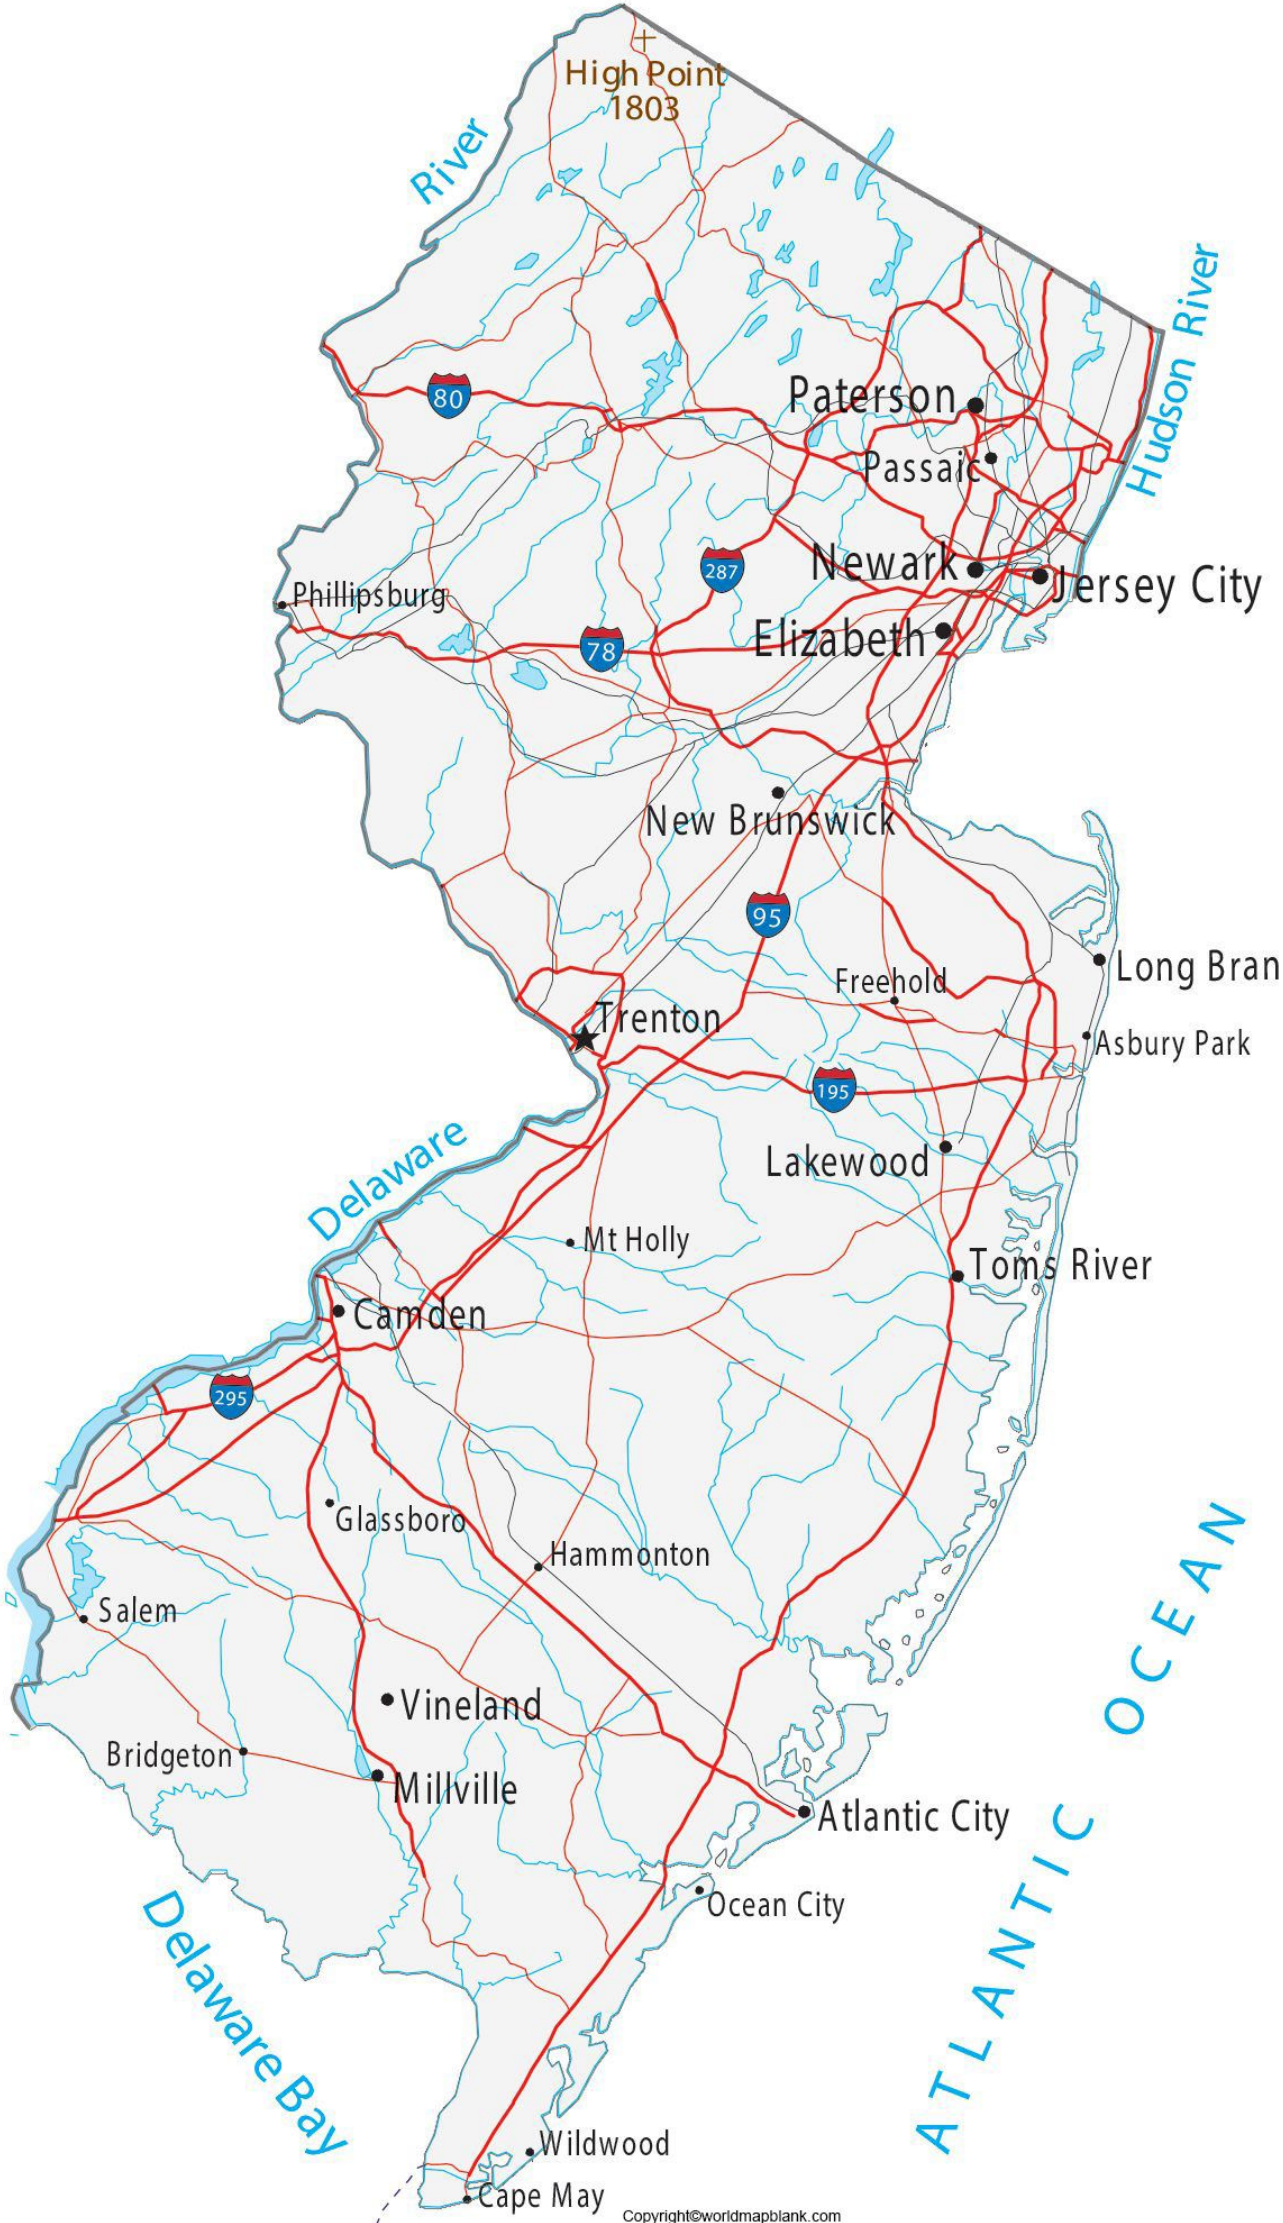 High Point
1803
River
Hudson River
80
Paterson
Passaic
287
Newark
Jersey City
Phillipsburg
78
Elizabeth
New Brunswick
95
Long Bran
Freehold
Trenton
Asbury Park
195
Delaware
Lakewood
Mt Holly
Toms River
Camden
295
Glassboro
Hammonton
Salem
Vineland
Bridgeton
Millville
Atlantic City
Ocean City
ATLANTIC OCEAN
Delaware Bay
Wildwood
Cape May
Copyright©worldmapblank.com